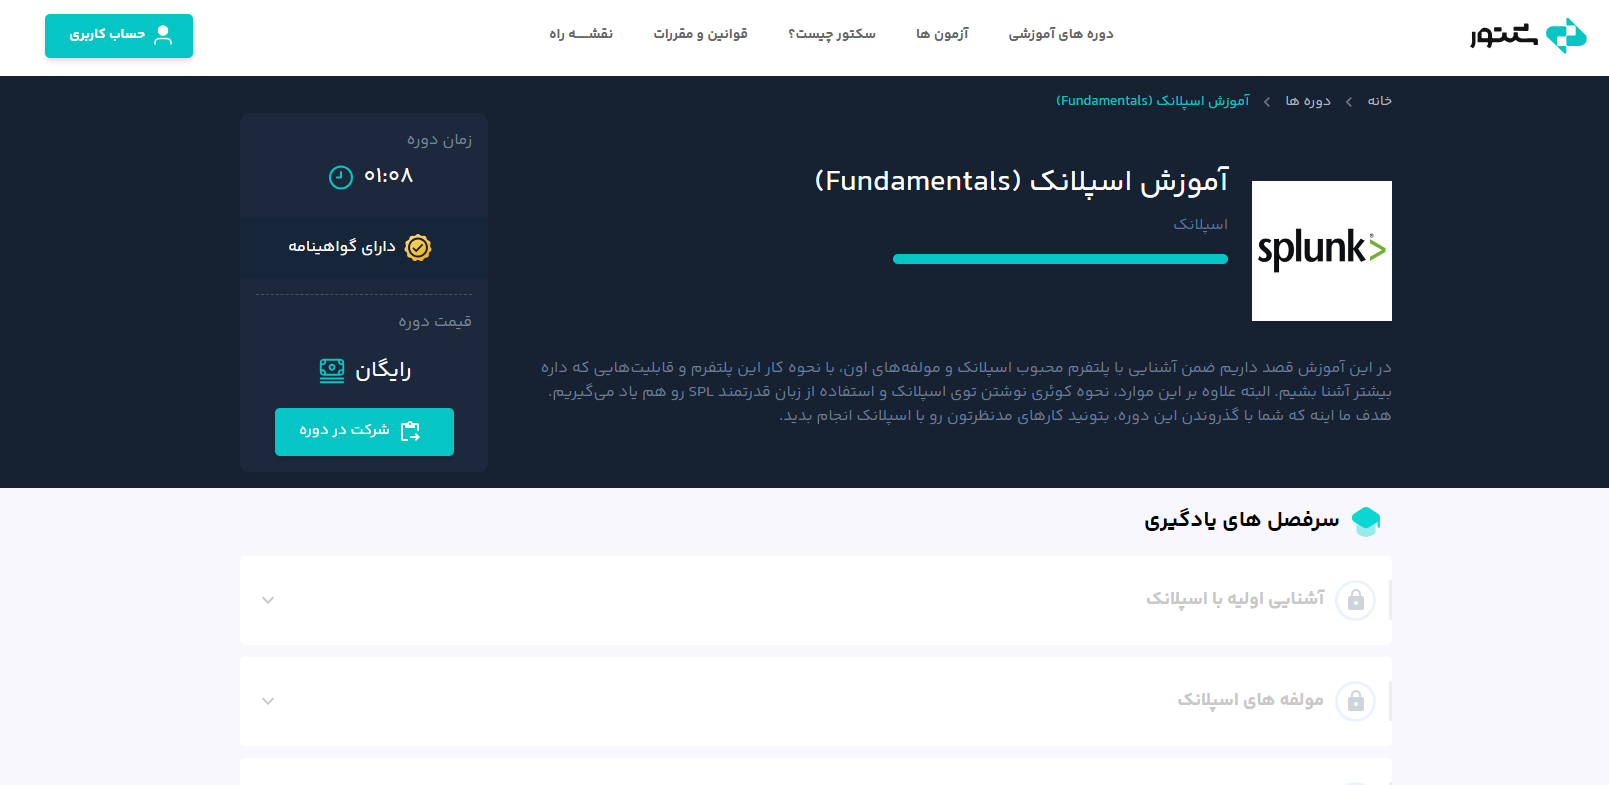 سکتور
دوره های آموزشی
آزمون ها
سکتور چیست؟
قوانین و مقررات
نقشــــه راه
حساب کاربری
خانه
دوره ها
آموزش اسپلانک (Fundamentals)
splunk>
آموزش اسپلانک (Fundamentals)
اسپلانک
در این آموزش قصد داریم ضمن آشنایی با پلتفرم محبوب اسپلانک و مولفه‌های اون، با نحوه کار این پلتفرم و قابلیت‌هایی که داره
بیشتر آشنا بشیم. البته علاوه بر این موارد، نحوه کوئری نوشتن توی اسپلانک و استفاده از زبان قدرتمند SPL رو هم یاد می‌گیریم.
هدف ما اینه که شما با گذروندن این دوره، بتونید کارهای مدنظرتون رو با اسپلانک انجام بدید.
زمان دوره
۰۱:۰۸
دارای گواهینامه
قیمت دوره
رایگان
شرکت در دوره
سرفصل های یادگیری
آشنایی اولیه با اسپلانک
مولفه های اسپلانک